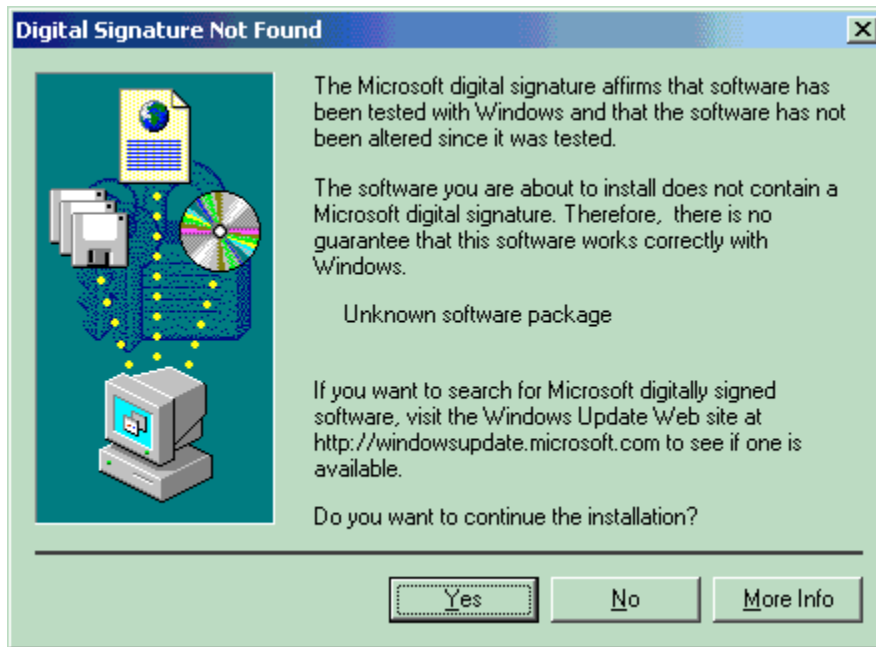 Digital Signature Not Found
The Microsoft digital signature affirms that software has
been tested with Windows and that the software has not
been altered since it was tested.
The software you are about to install does not contain a
Microsoft digital signature. Therefore,  there is no
guarantee that this software works correctly with
Windows.
Unknown software package
If you want to search for Microsoft digitally signed
software, visit the Windows Update Web site at
http://windowsupdate.microsoft.com to see if one is
available.
Do you want to continue the installation?
Yes No More Info